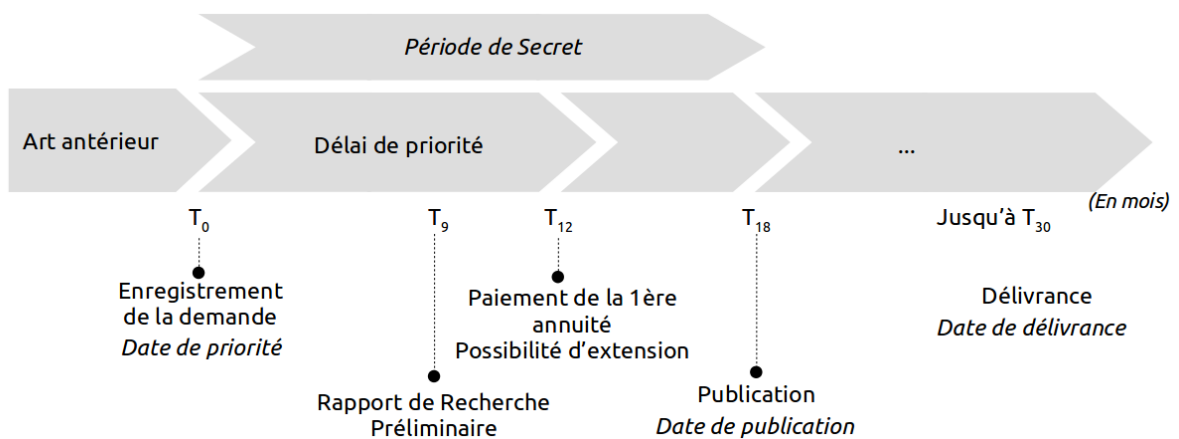 Période de Secret
Art antérieur
Délai de priorité
...
(En mois)
T0
T9
T12
T18
Jusqu'à T30
Enregistrement
de la demande
Date de priorité
Rapport de Recherche
Préliminaire
Paiement de la 1ère
annuité
Possibilité d'extension
Publication
Date de publication
Délivrance
Date de délivrance